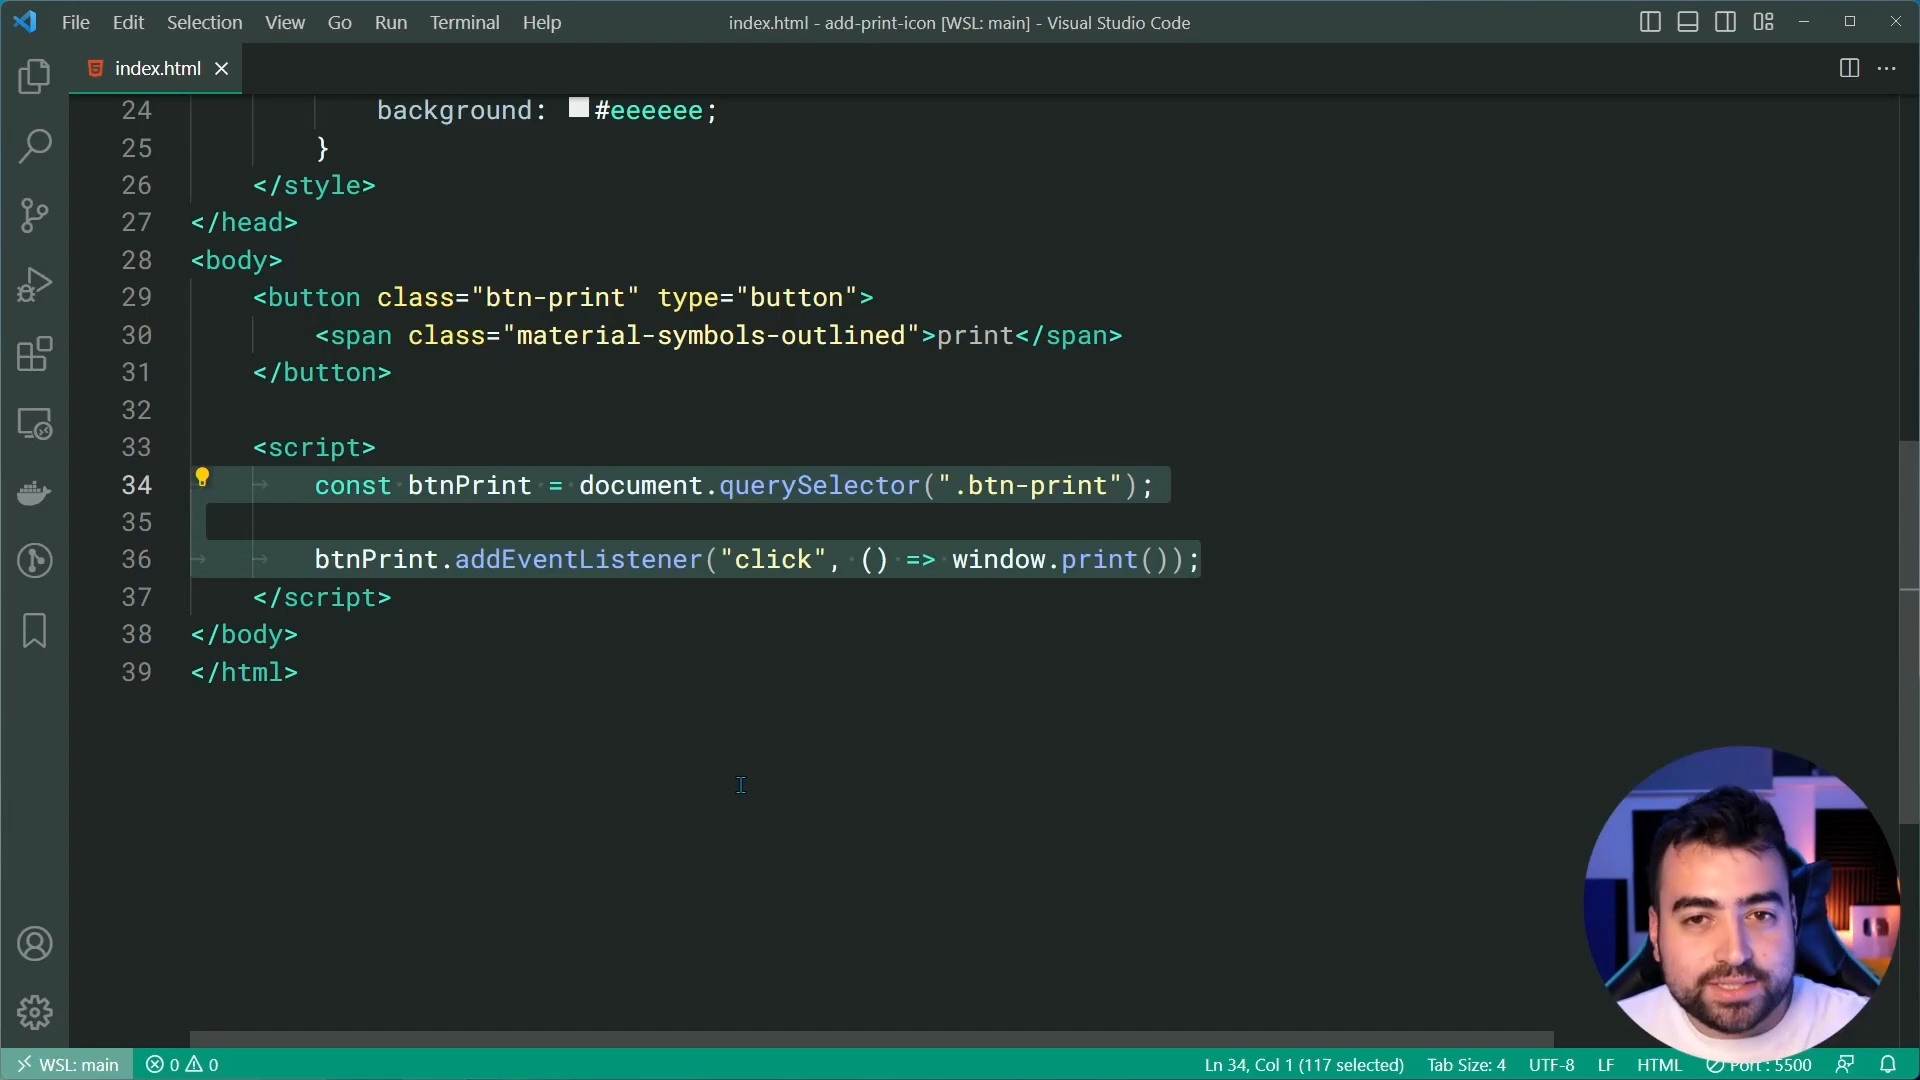 File Edit Selection View Go Run Terminal Help
index.html - add-print-icon [WSL: main] - Visual Studio Code
index.html
24 background: #eeeeee;
25 }
26 </style>
27 </head>
28 <body>
29 <button class="btn-print" type="button">
30 <span class="material-symbols-outlined">print</span>
31 </button>
32
33 <script>
34 const btnPrint = document.querySelector(".btn-print");
35
36 btnPrint.addEventListener("click", () => window.print());
37 </script>
38 </body>
39 </html>
WSL: main 0 0 Ln 34, Col 1 (117 selected) Tab Size: 4 UTF-8 LF HTML Port : 5500